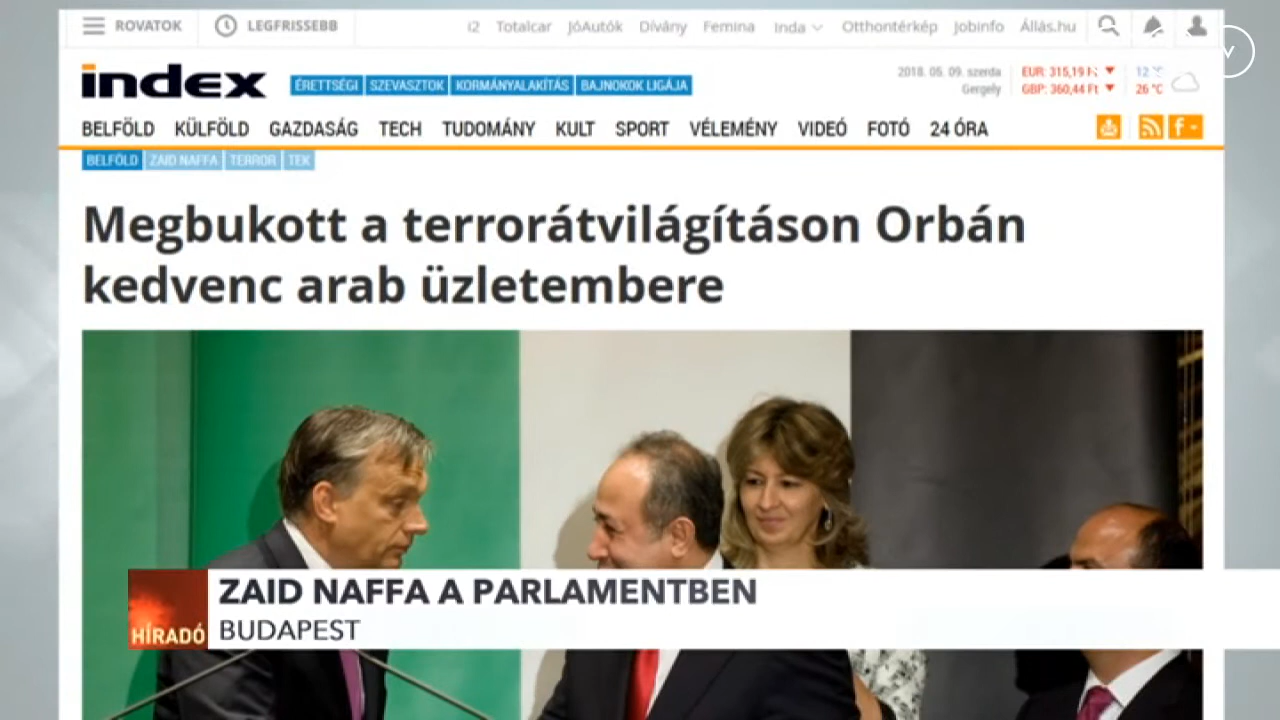 ROVATOK
LEGFRISSEBB
i2 Totalcar JóAutók Dívány Femina Inda Otthontérkép Jobinfo Állás.hu
index
ÉRETTSÉGI SZEVASZTOK KORMÁNYALAKÍTÁS BAJNOKOK LIGÁJA
2018. 05. 09. szerda
Gergely
EUR: 315,19 Ft
GBP: 360,44 Ft
12 °C
26 °C
BELFÖLD KÜLFÖLD GAZDASÁG TECH TUDOMÁNY KULT SPORT VÉLEMÉNY VIDEÓ FOTÓ 24 ÓRA
BELFÖLD ZAID NAFFA TERROR TEK
Megbukott a terrorátvilágításon Orbán
kedvenc arab üzletembere
ZAID NAFFA A PARLAMENTBEN
HÍRADÓ
BUDAPEST